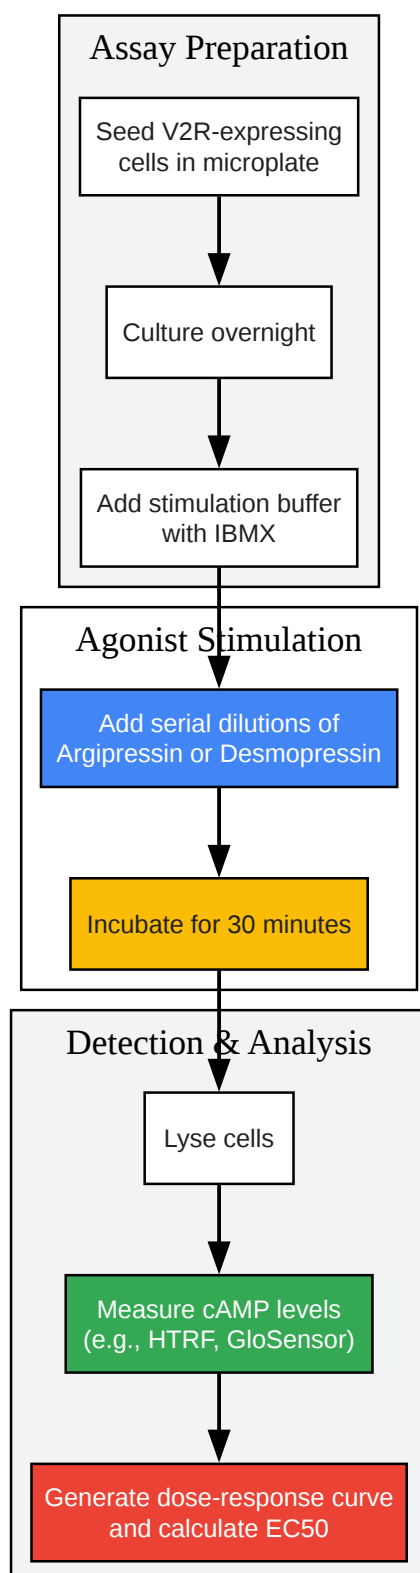 Assay Preparation
Seed V2R-expressing
cells in microplate
Culture overnight
Add stimulation buffer
with IBMX
Agonist Stimulation
Add serial dilutions of
Argipressin or Desmopressin
Incubate for 30 minutes
Detection & Analysis
Lyse cells
Measure cAMP levels
(e.g., HTRF, GloSensor)
Generate dose-response curve
and calculate EC50